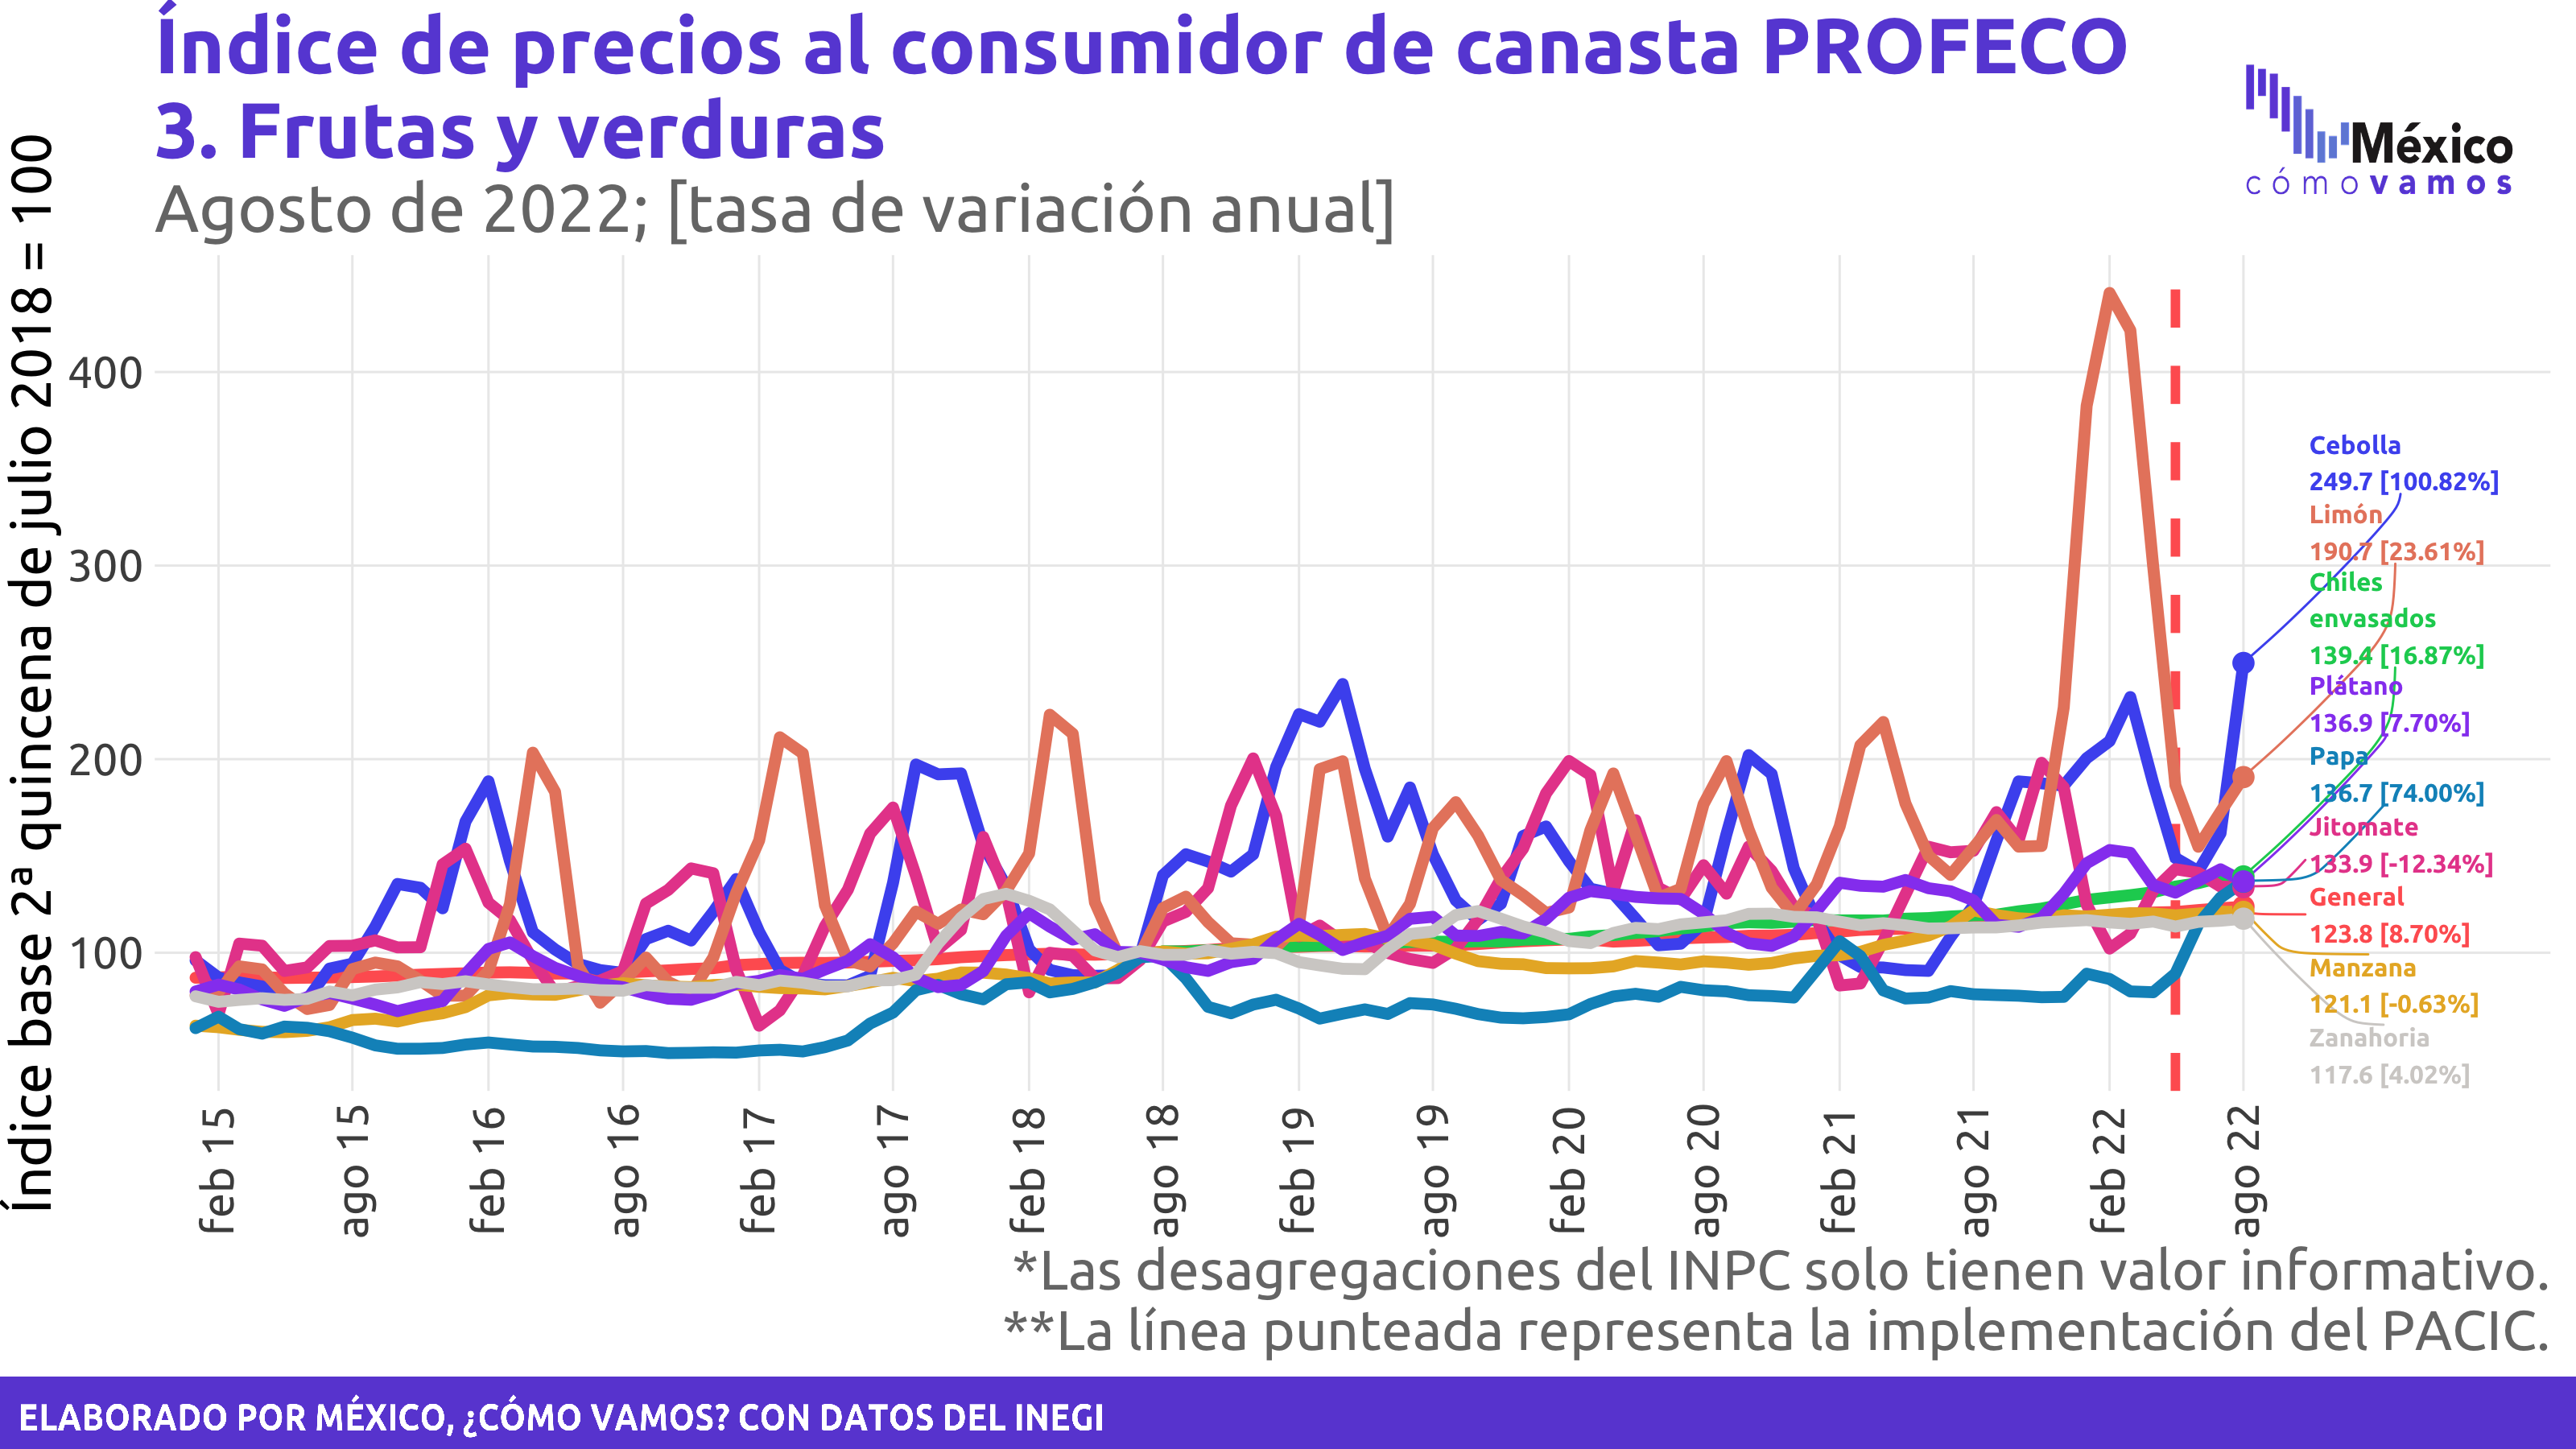 Índice de precios al consumidor de canasta PROFECO
3. Frutas y verduras
Agosto de 2022; [tasa de variación anual]
México
cómo vamos
Índice base 2ª quincena de julio 2018 = 100
400
300
200
100
Cebolla
249.7 [100.82%]
Limón
190.7 [23.61%]
Chiles
envasados
139.4 [16.87%]
Plátano
136.9 [7.70%]
Papa
136.7 [74.00%]
Jitomate
133.9 [-12.34%]
General
123.8 [8.70%]
Manzana
121.1 [-0.63%]
Zanahoria
117.6 [4.02%]
feb 15
ago 15
feb 16
ago 16
feb 17
ago 17
feb 18
ago 18
feb 19
ago 19
feb 20
ago 20
feb 21
ago 21
feb 22
ago 22
*Las desagregaciones del INPC solo tienen valor informativo.
**La línea punteada representa la implementación del PACIC.
ELABORADO POR MÉXICO, ¿CÓMO VAMOS? CON DATOS DEL INEGI